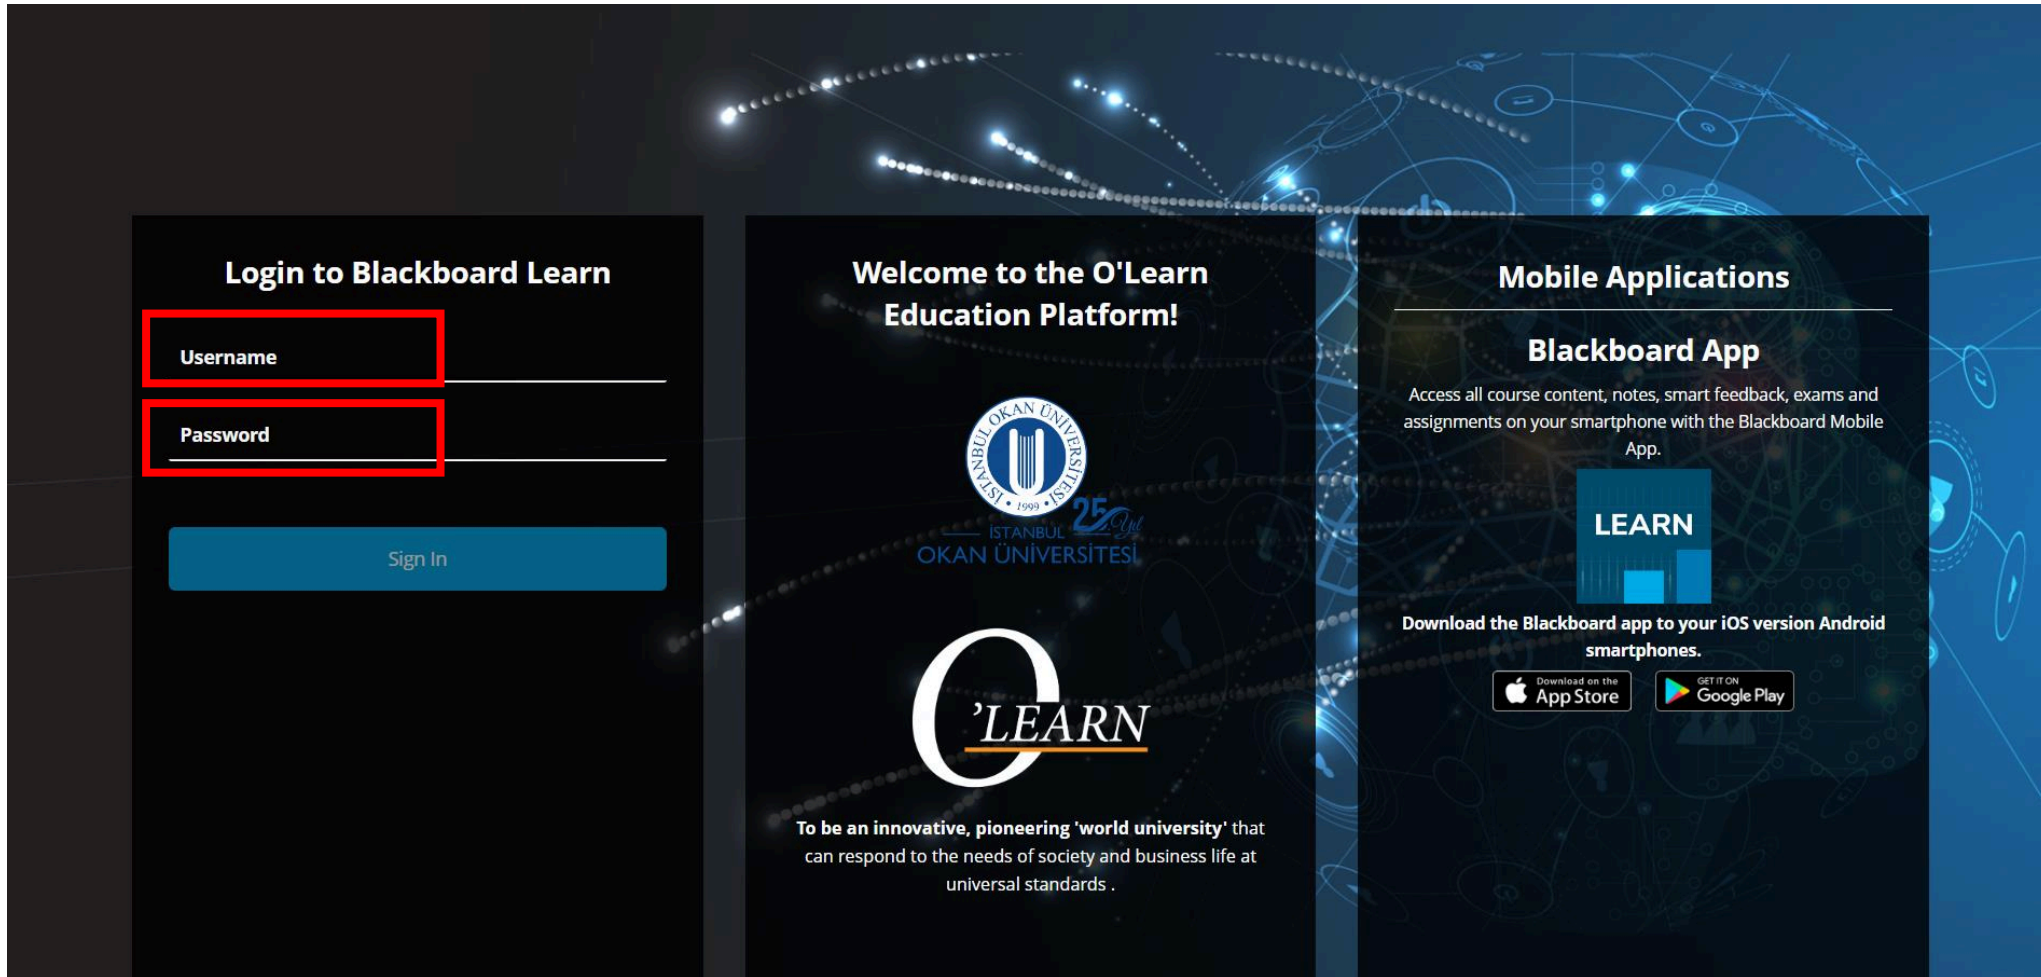 Login to Blackboard Learn
Username
Password
Sign In
Welcome to the O'Learn
Education Platform!
İSTANBUL OKAN ÜNİVERSİTESİ
• 1999 •
25. Yıl
İSTANBUL
OKAN ÜNİVERSİTESİ
O'LEARN
To be an innovative, pioneering 'world university' that
can respond to the needs of society and business life at
universal standards .
Mobile Applications
Blackboard App
Access all course content, notes, smart feedback, exams and
assignments on your smartphone with the Blackboard Mobile
App.
LEARN
Download the Blackboard app to your iOS version Android
smartphones.
Download on the
App Store
GET IT ON
Google Play